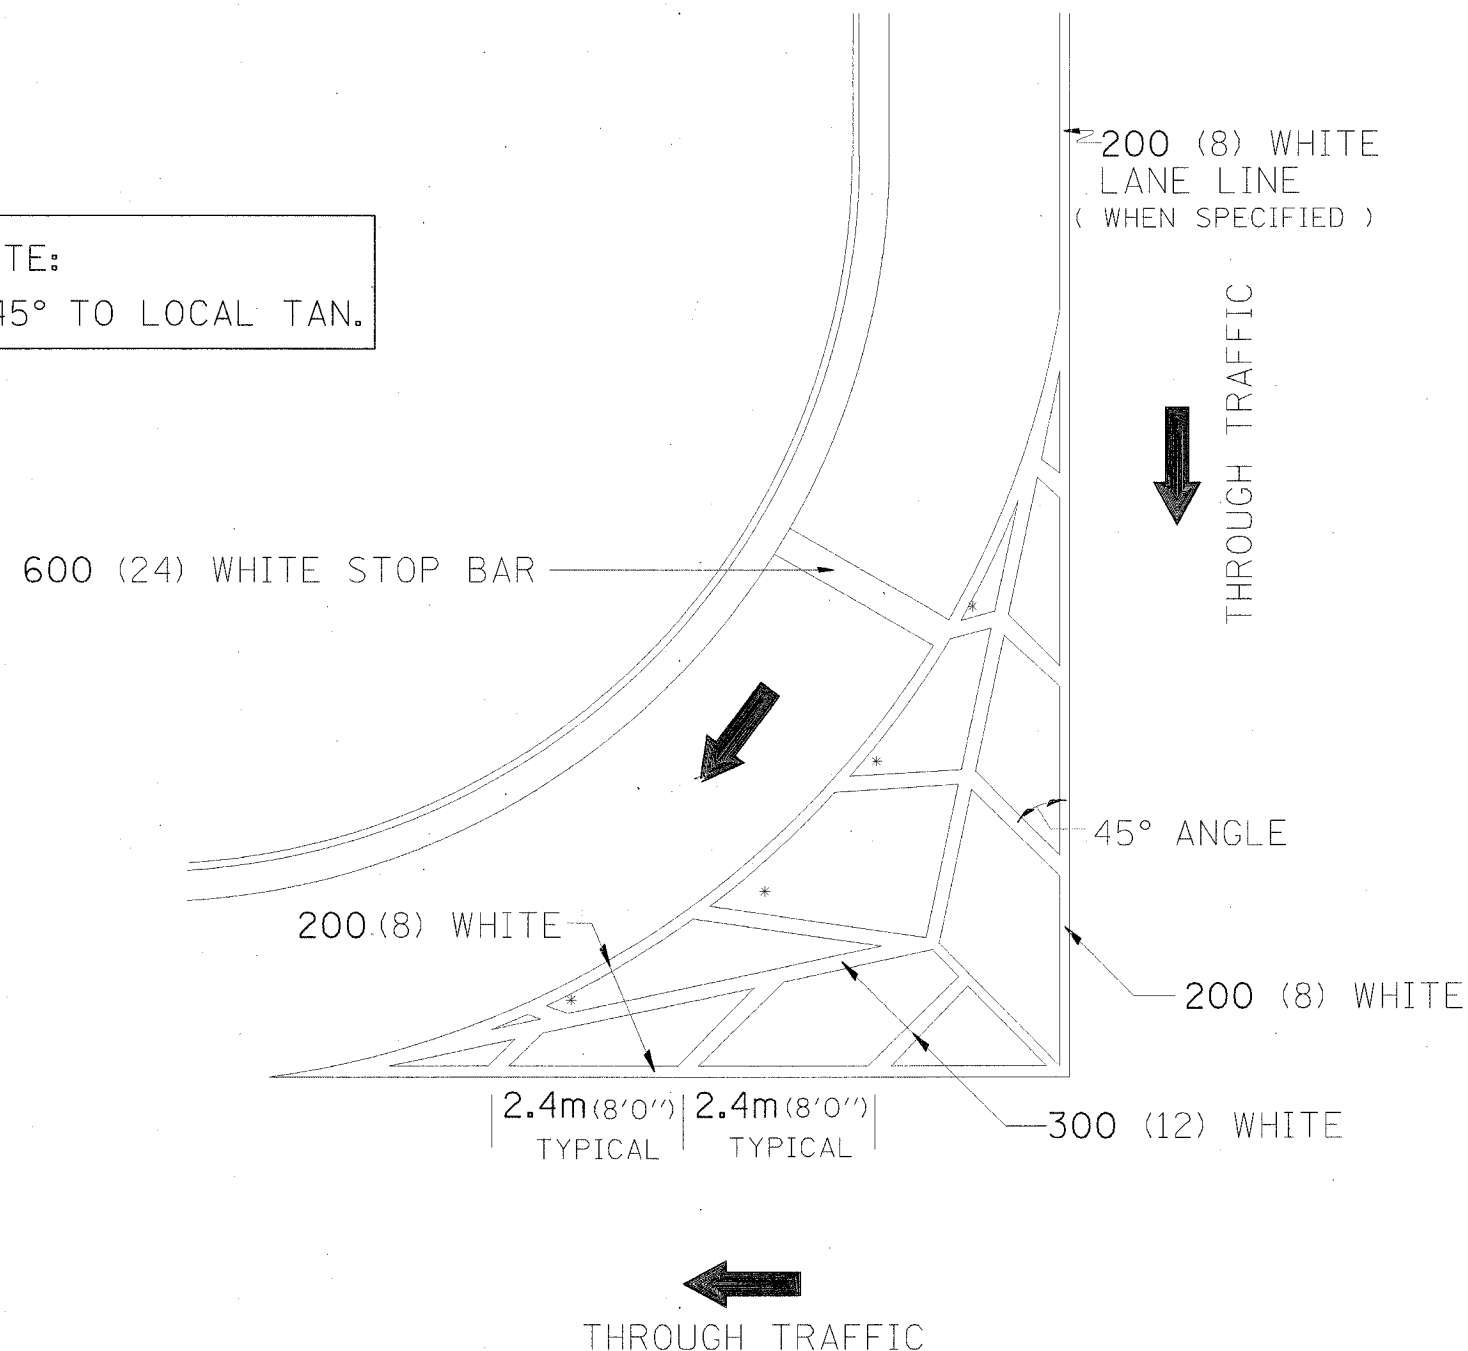 200 (8) WHITE
LANE LINE
( WHEN SPECIFIED )
TE:
45° TO LOCAL TAN.
THROUGH TRAFFIC
600 (24) WHITE STOP BAR
*
*
45° ANGLE
*
200 (8) WHITE
200 (8) WHITE
*
2.4m (8'0'') 2.4m (8'0'')
TYPICAL TYPICAL
300 (12) WHITE
THROUGH TRAFFIC